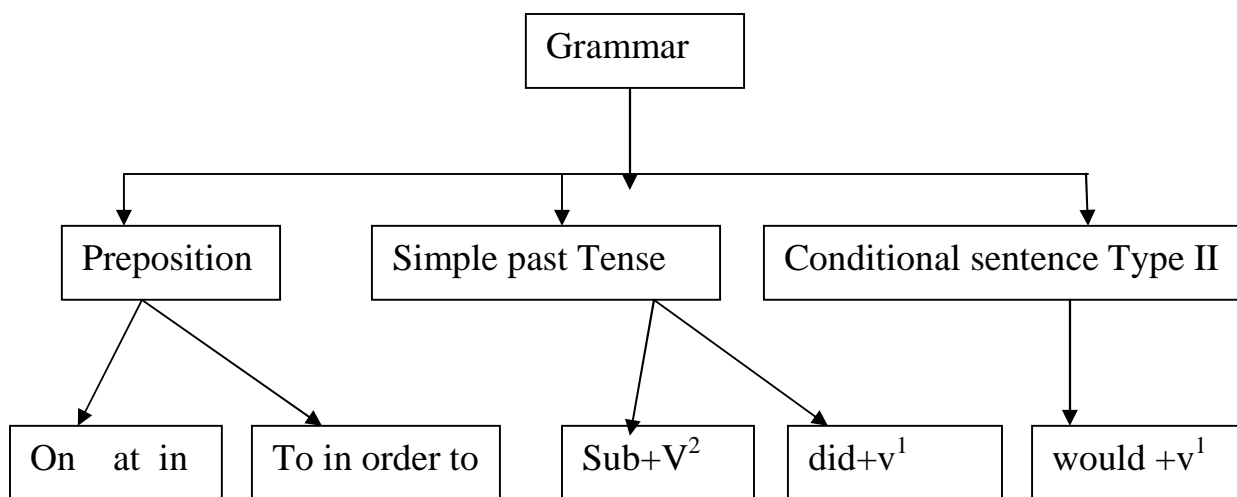 Grammar
Preposition
Simple past Tense
Conditional sentence Type II
On at in
To in order to
Sub+V²
did+v¹
would +v¹